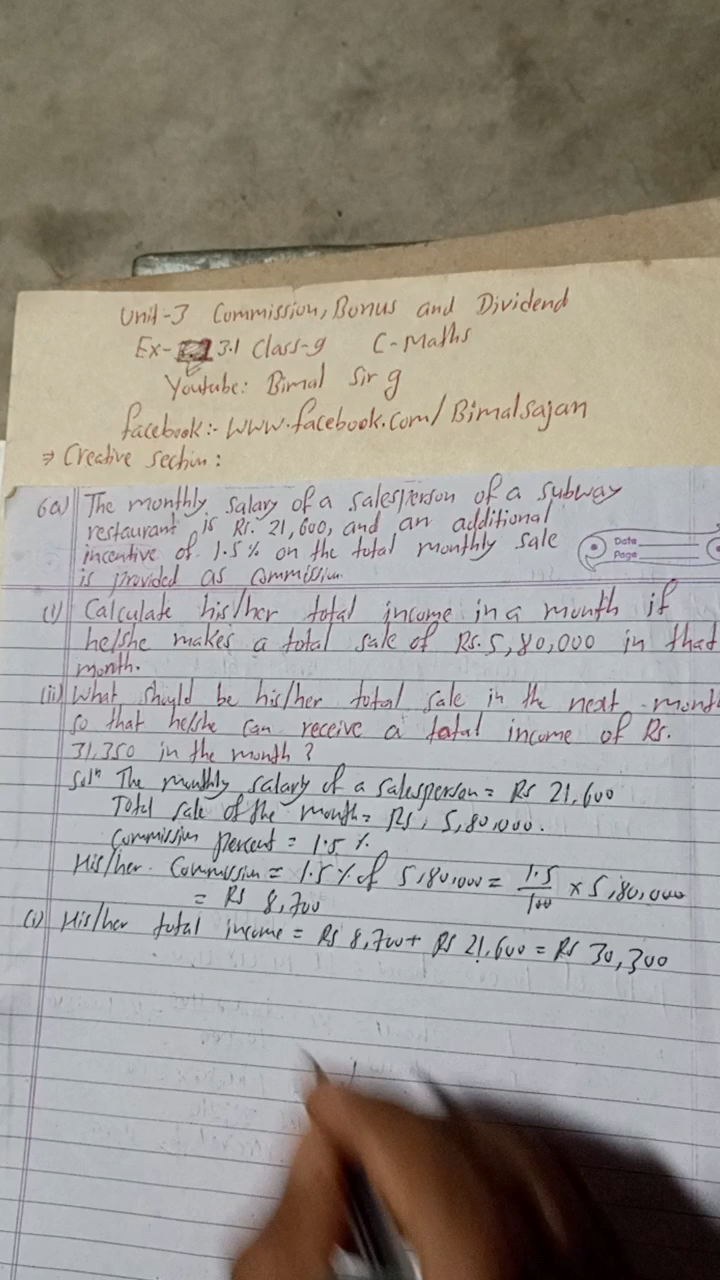 Unit-3 Commission, Bonus and Dividend
Ex- 3.1 Class-9 C-Maths
Youtube: Bimal Sir g
facebook:- www.facebook.com/Bimalsajan
⇒ Creative section:
6a) The monthly salary of a salesperson of a subway
restaurant is Rs. 21,600, and an additional
incentive of 1.5% on the total monthly sale
Date
Page
is provided as commission
(i) Calculate his/her total income in a month if
he/she makes a total sale of Rs. 5,80,000 in that
month.
(ii) What should be his/her total sale in the next month
so that he/she can receive a total income of Rs.
31,350 in the month?
Solⁿ The monthly salary of a salesperson = Rs 21,600
Total sale of the month = Rs, 5,80,000.
Commission percent = 1.5 %
His/her Commission = 1.5 % of 5,80,000 = 1.5/100 × 5,80,000
= Rs 8,700
(i) His/her total income = Rs 8,700 + Rs 21,600 = Rs 30,300